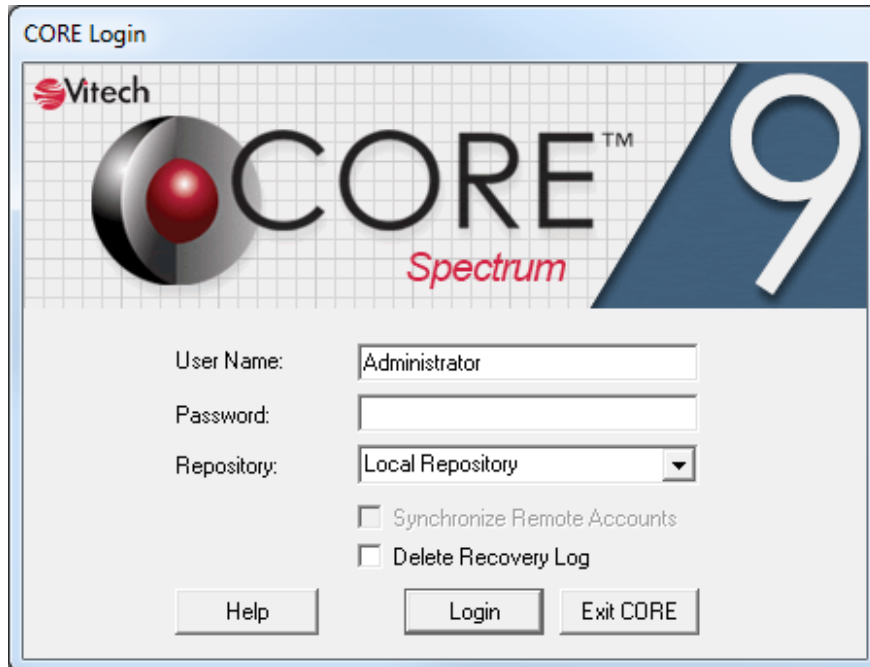 CORE Login
Vitech
CORE™ 9
Spectrum
User Name: Administrator
Password:
Repository: Local Repository
Synchronize Remote Accounts
Delete Recovery Log
Help Login Exit CORE